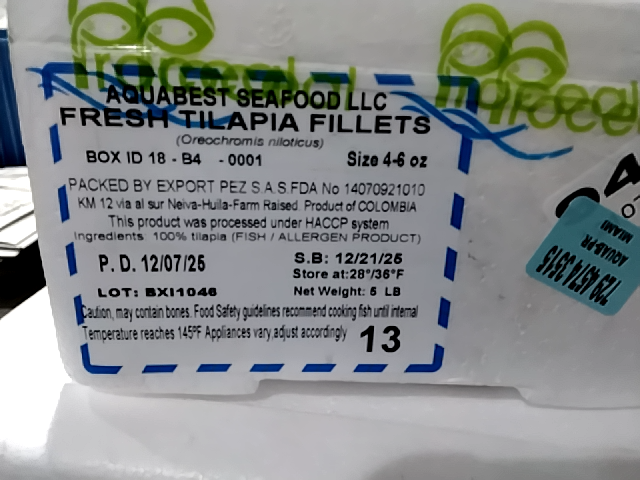 AQUABEST SEAFOOD LLC
FRESH TILAPIA FILLETS
(Oreochromis niloticus)
BOX ID 18 - B4 - 0001 Size 4-6 oz
PACKED BY EXPORT PEZ S.A.S.FDA No 14070921010
KM 12 via al sur Neiva-Huila-Farm Raised. Product of COLOMBIA
This product was processed under HACCP system
Ingredients: 100% tilapia (FISH / ALLERGEN PRODUCT)
P. D. 12/07/25 S.B: 12/21/25
Store at:28°/36°F
LOT: BXI1046 Net Weight: 5 LB
Caution, may contain bones. Food Safety guidelines recommend cooking fish until internal
Temperature reaches 145ºF Appliances vary,adjust accordingly
13
AQUAB-PR
MIAMI